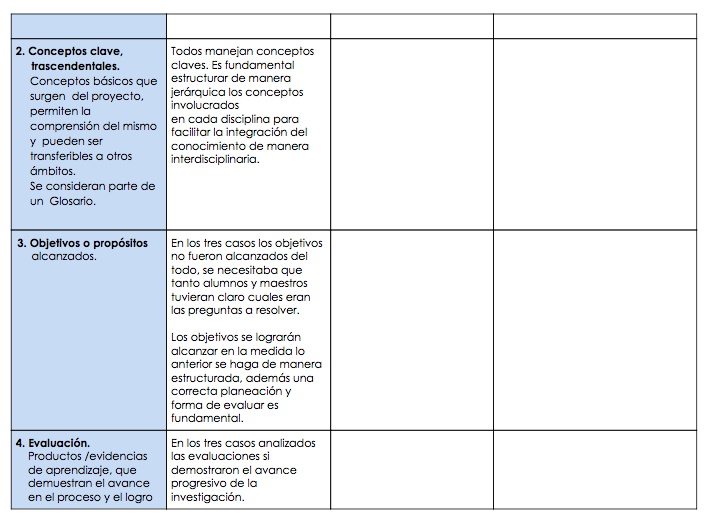 2. Conceptos clave,
trascendentales.
Conceptos básicos que
surgen del proyecto,
permiten la
comprensión del mismo
y pueden ser
transferibles a otros
ámbitos.
Se consideran parte de
un Glosario.
Todos manejan conceptos
claves. Es fundamental
estructurar de manera
jerárquica los conceptos
involucrados
en cada disciplina para
facilitar la integración del
conocimiento de manera
interdisciplinaria.
3. Objetivos o propósitos
alcanzados.
En los tres casos los objetivos
no fueron alcanzados del
todo, se necesitaba que
tanto alumnos y maestros
tuvieran claro cuales eran
las preguntas a resolver.
Los objetivos se lograrán
alcanzar en la medida lo
anterior se haga de manera
estructurada, además una
correcta planeación y
forma de evaluar es
fundamental.
4. Evaluación.
Productos /evidencias
de aprendizaje, que
demuestran el avance
en el proceso y el logro
En los tres casos analizados
las evaluaciones si
demostraron el avance
progresivo de la
investigación.